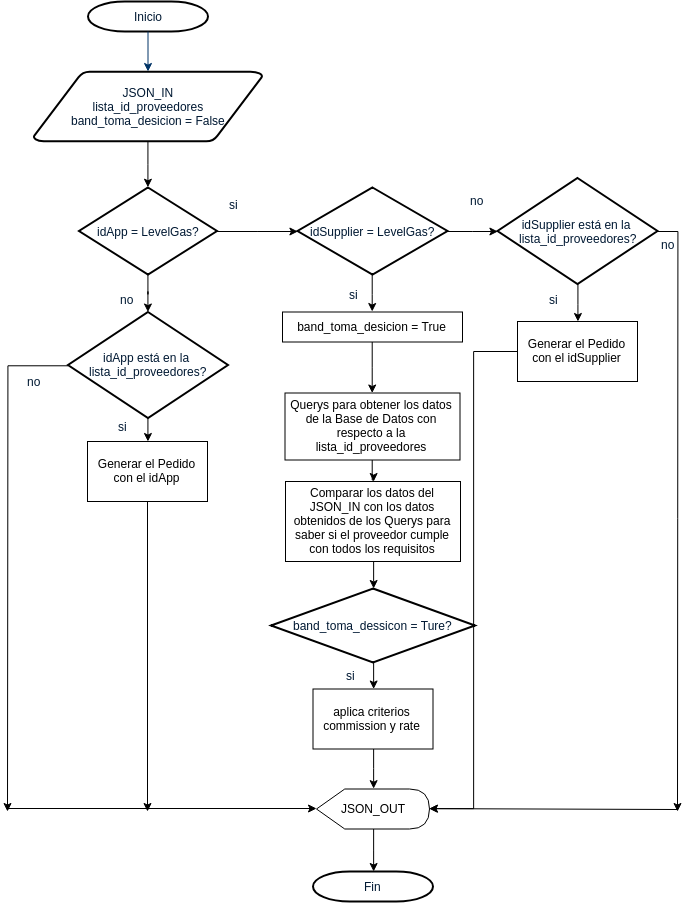 Inicio
JSON_IN
lista_id_proveedores
band_toma_desicion = False
idApp = LevelGas?
si
idSupplier = LevelGas?
no
idSupplier está en la
lista_id_proveedores?
no
no
si
si
band_toma_desicion = True
Generar el Pedido
con el idSupplier
idApp está en la
lista_id_proveedores?
no
si
Querys para obtener los datos
de la Base de Datos con
respecto a la
lista_id_proveedores
Generar el Pedido
con el idApp
Comparar los datos del
JSON_IN con los datos
obtenidos de los Querys para
saber si el proveedor cumple
con todos los requisitos
band_toma_dessicon = Ture?
si
aplica criterios
commission y rate
JSON_OUT
Fin